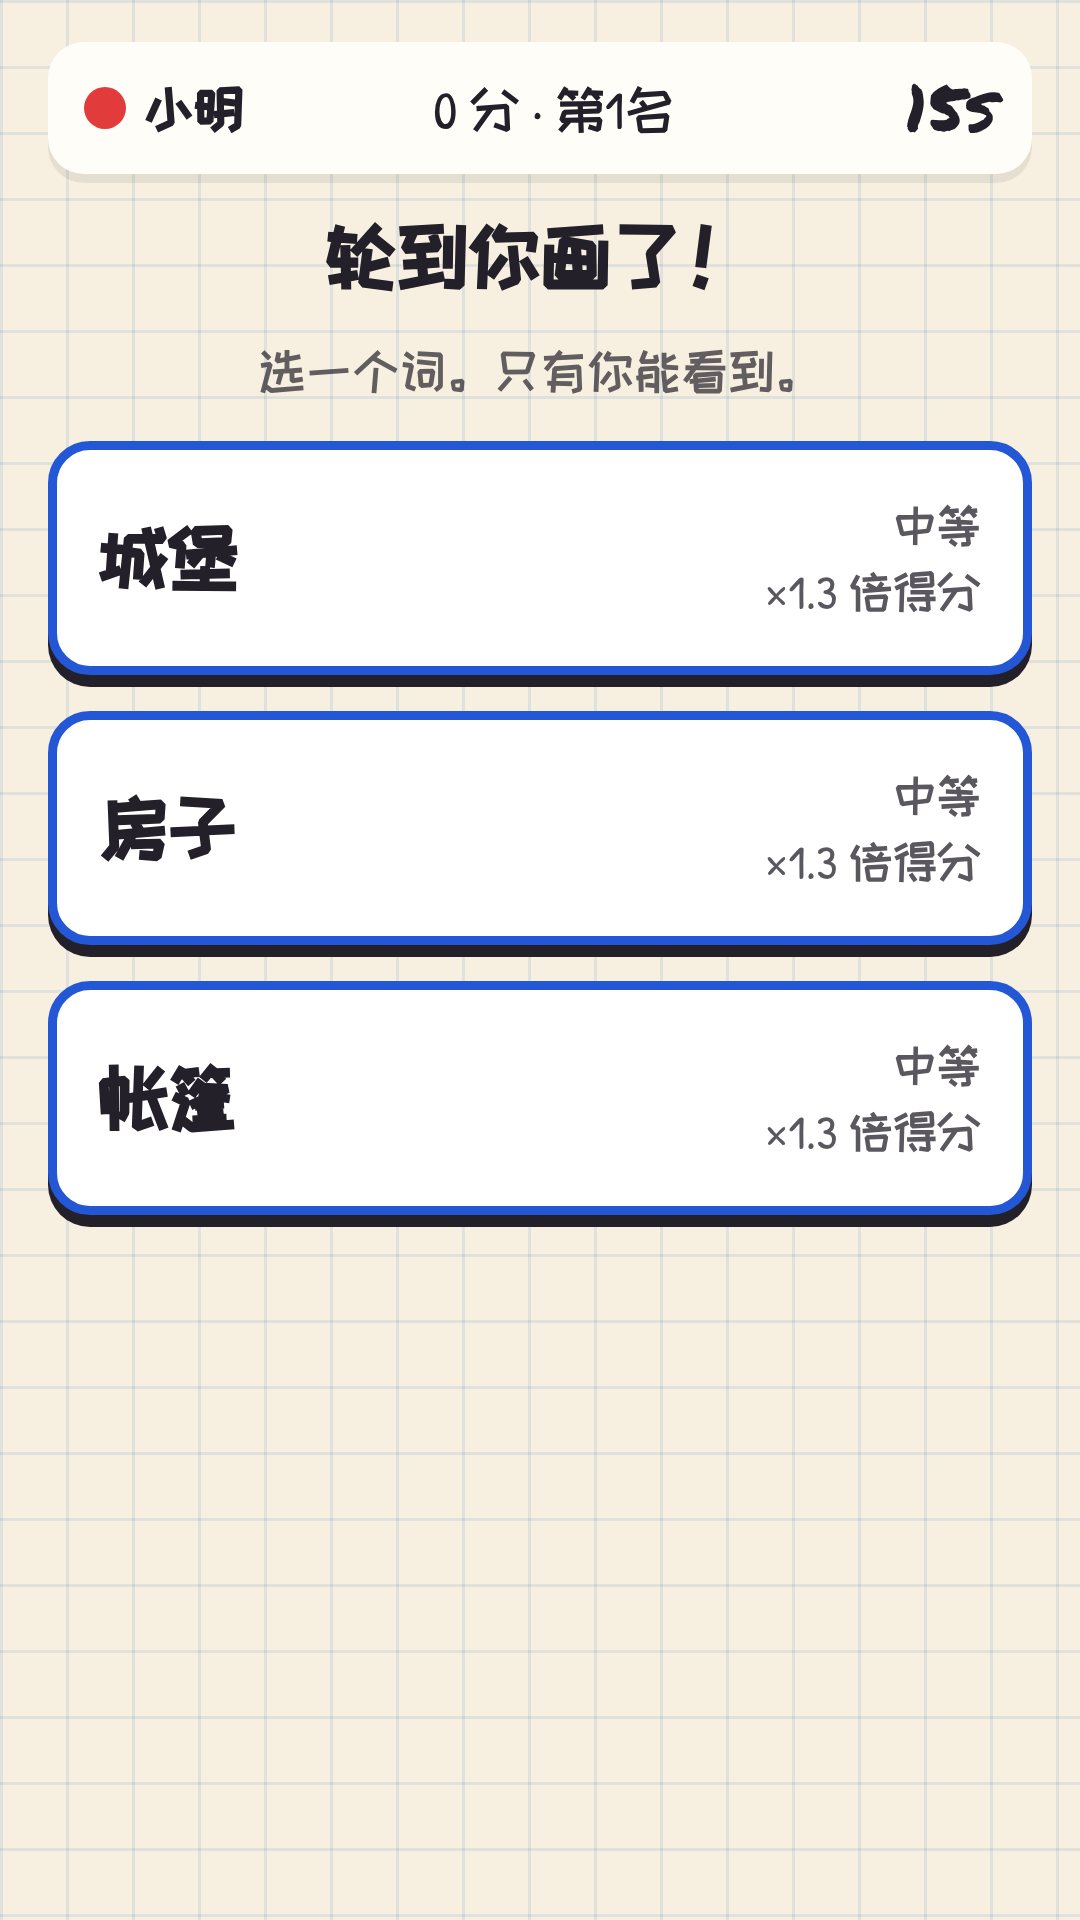 小明 0 分 · 第1名 15s
轮到你画了！
选一个词。只有你能看到。
城堡
中等
×1.3 倍得分
房子
中等
×1.3 倍得分
帐篷
中等
×1.3 倍得分